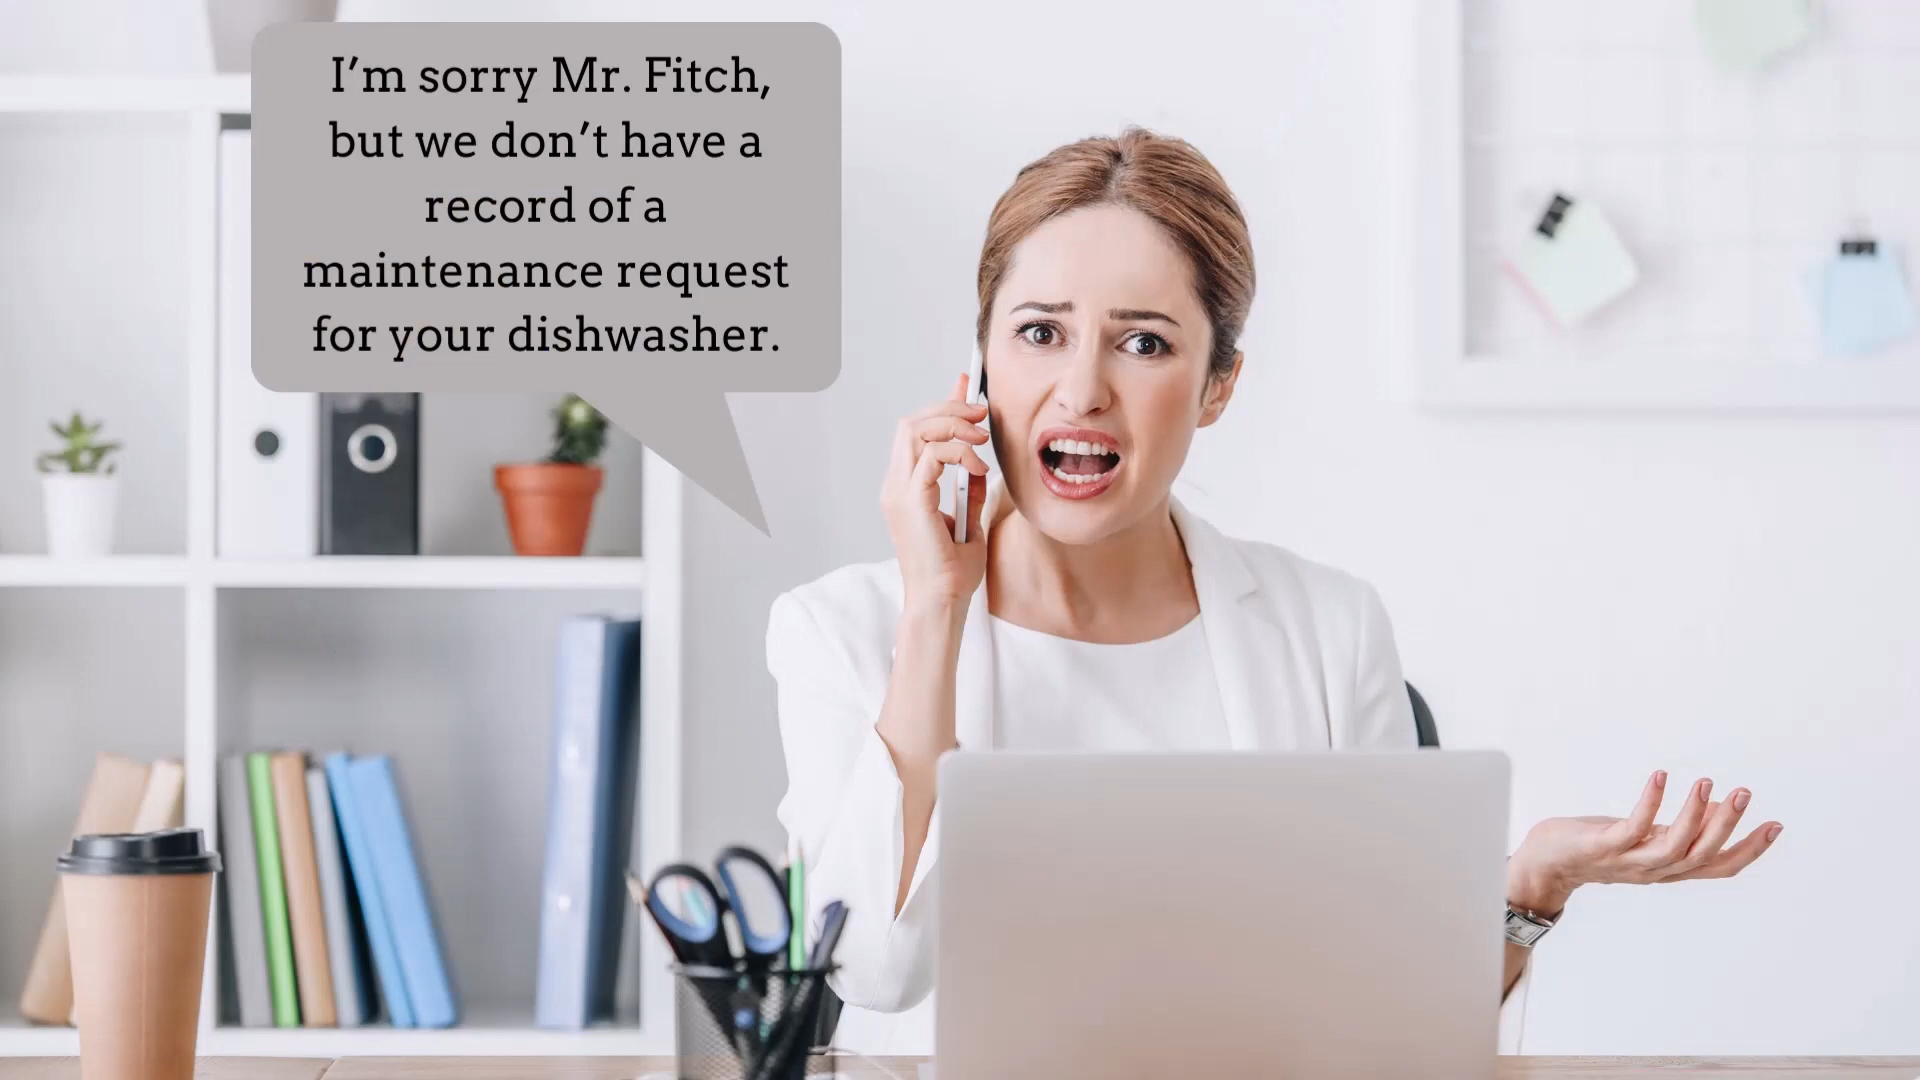 I’m sorry Mr. Fitch,
but we don’t have a
record of a
maintenance request
for your dishwasher.